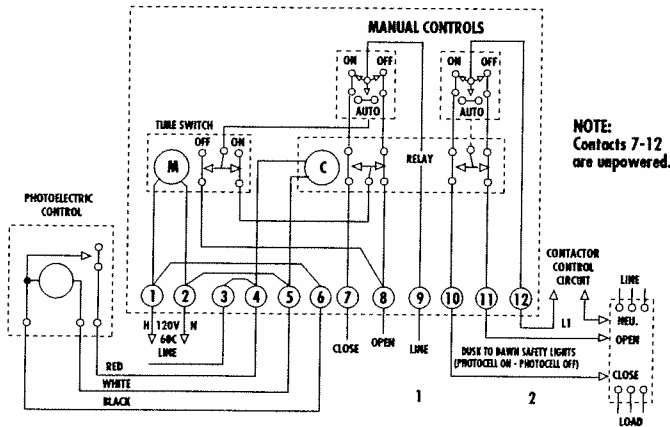 MANUAL CONTROLS
ON OFF
ON OFF
AUTO
AUTO
TIME SWITCH
OFF ON
M
C
RELAY
NOTE:
Contacts 7-12
are unpowered.
PHOTOELECTRIC
CONTROL
CONTACTOR
CONTROL
CIRCUIT
LINE
1 2 3 4 5 6 7 8 9 10 11 12
H 120V N
60C
LINE
L1
NEU.
OPEN
CLOSE
OPEN
LINE
DUSK TO DAWN SAFETY LIGHTS
(PHOTOCELL ON - PHOTOCELL OFF)
CLOSE
RED
WHITE
BLACK
1
2
LOAD